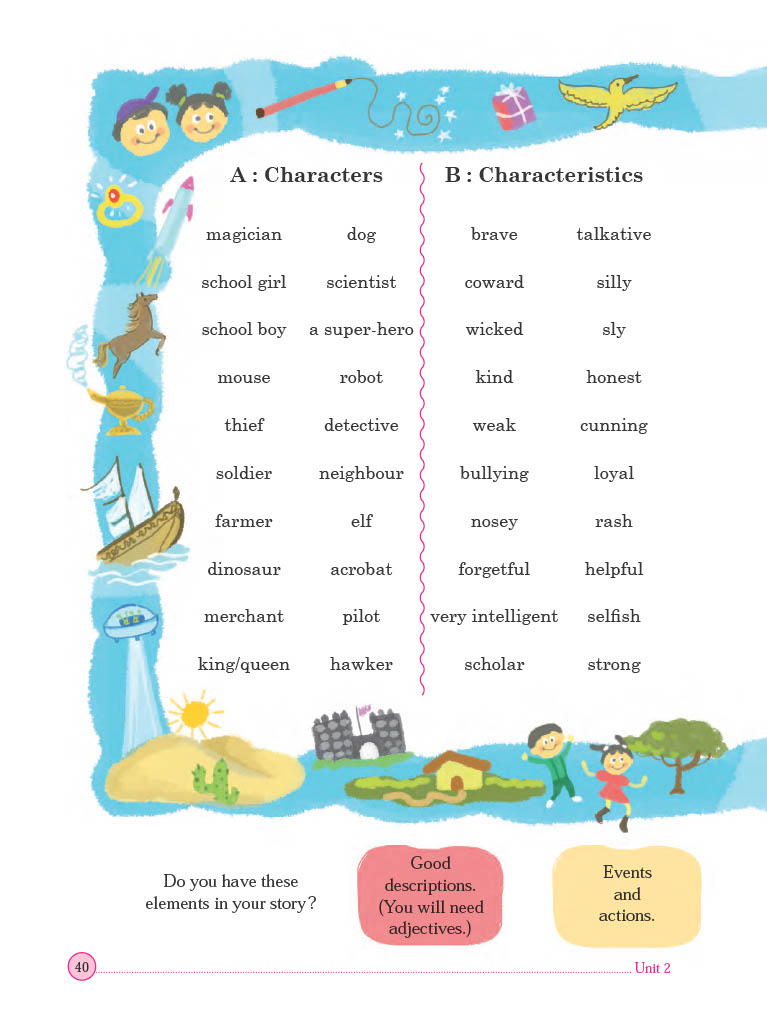 A : Characters B : Characteristics
magician dog brave talkative
school girl scientist coward silly
school boy a super-hero wicked sly
mouse robot kind honest
thief detective weak cunning
soldier neighbour bullying loyal
farmer elf nosey rash
dinosaur acrobat forgetful helpful
merchant pilot very intelligent selfish
king/queen hawker scholar strong
Do you have these
elements in your story?
Good
descriptions.
(You will need
adjectives.)
Events
and
actions.
40 Unit 2